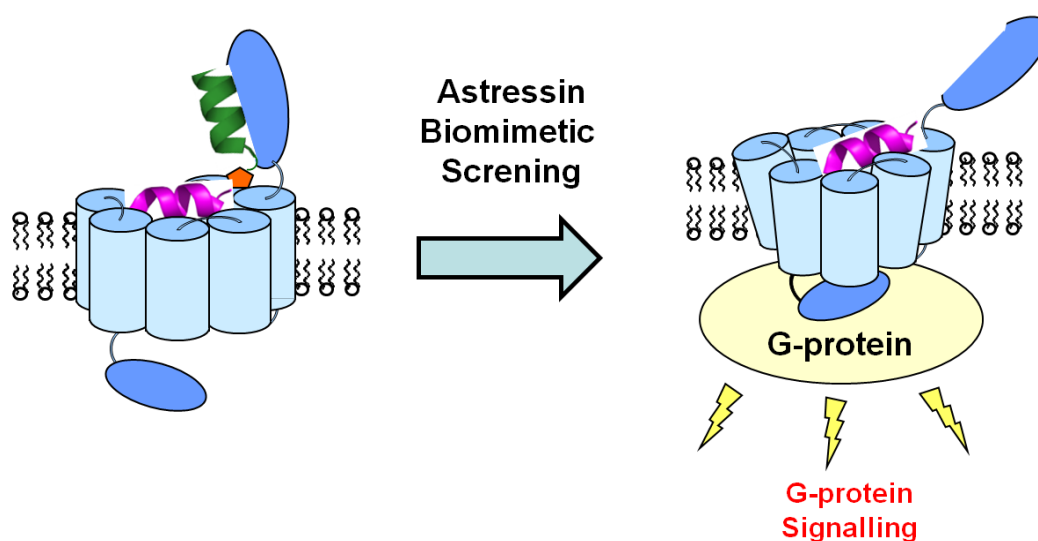 Astressin
Biomimetic
Screning
G-protein
G-protein
Signalling